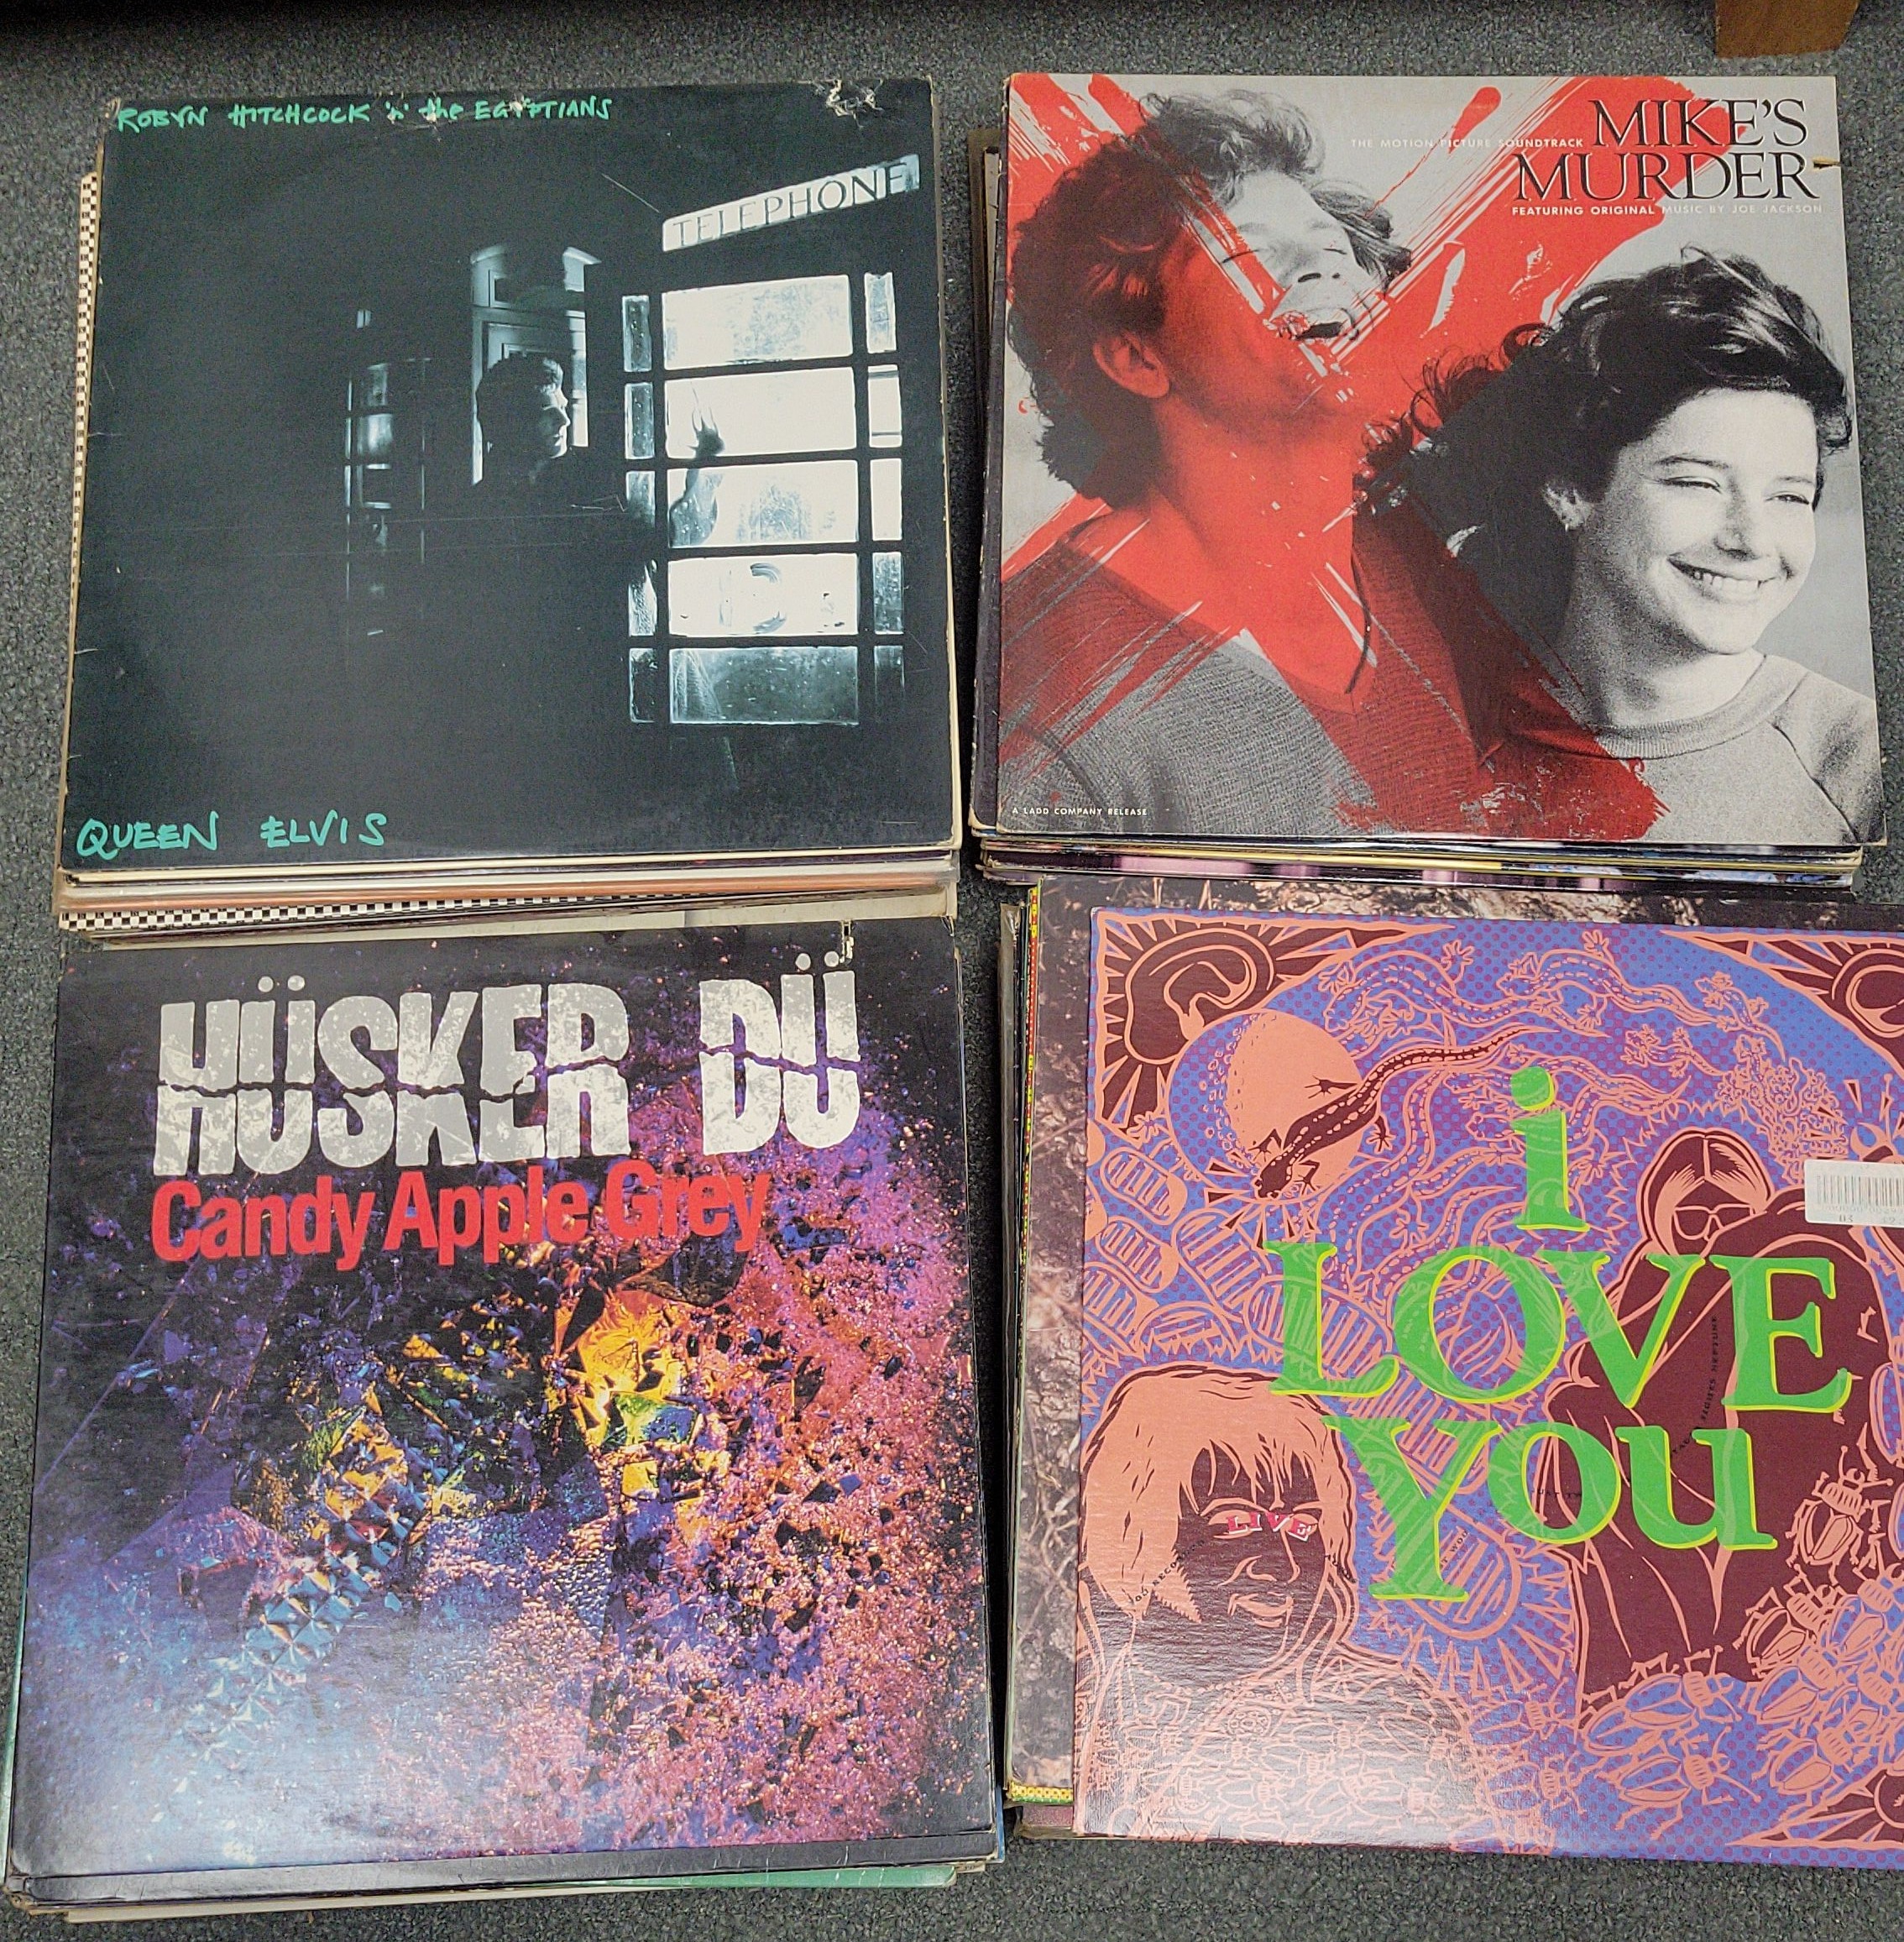 ROBYN HITCHCOCK 'n' the EGYPTIANS
TELEPHONE
QUEEN ELVIS
THE MOTION PICTURE SOUNDTRACK
MIKE'S
MURDER
FEATURING ORIGINAL MUSIC BY JOE JACKSON
A LADD COMPANY RELEASE
HÜSKER DÜ
Candy Apple Grey
i
LOVE
You
LIVE